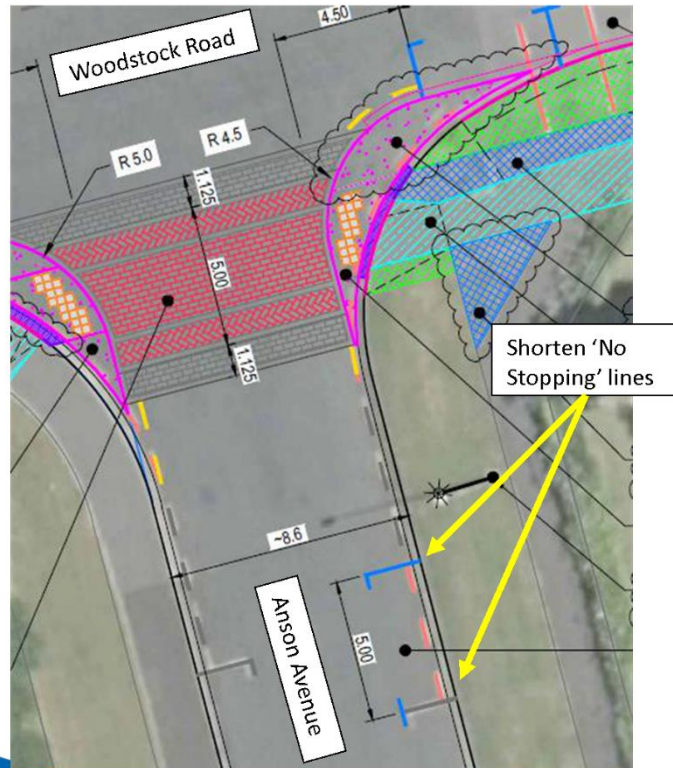 4.50
Woodstock Road
R 5.0
R 4.5
1.125
5.00
1.125
Shorten 'No
Stopping' lines
~8.6
Anson Avenue
5.00